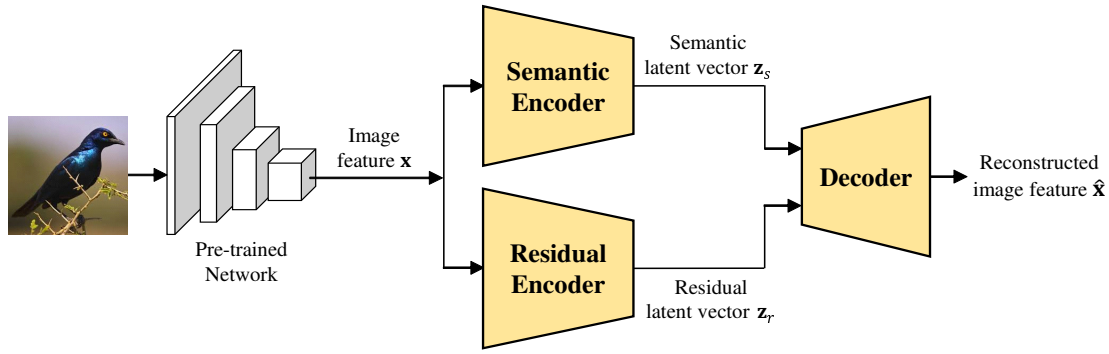 Pre-trained
Network
Image
feature x
Semantic
Encoder
Residual
Encoder
Semantic
latent vector z_s
Residual
latent vector z_r
Decoder
Reconstructed
image feature x̂